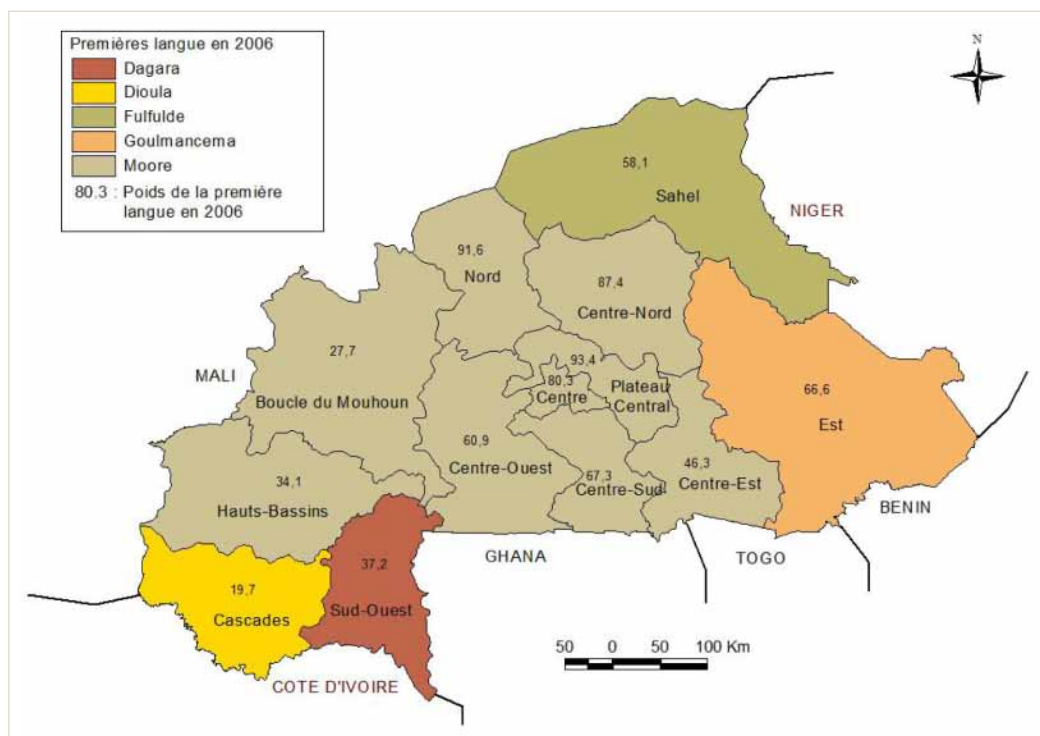 Premières langue en 2006
Dagara
Dioula
Fulfulde
Goulmancema
Moore
80.3 : Poids de la première
langue en 2006
N
58,1
Sahel
NIGER
91,6
Nord
87,4
Centre-Nord
27,7
Boucle du Mouhoun
MALI
93,4
Plateau
Central
80,3
Centre
66,6
Est
60,9
Centre-Ouest
67,3
Centre-Sud
46,3
Centre-Est
34,1
Hauts-Bassins
BENIN
GHANA
TOGO
37,2
Sud-Ouest
19,7
Cascades
50 0 50 100 Km
COTE D'IVOIRE